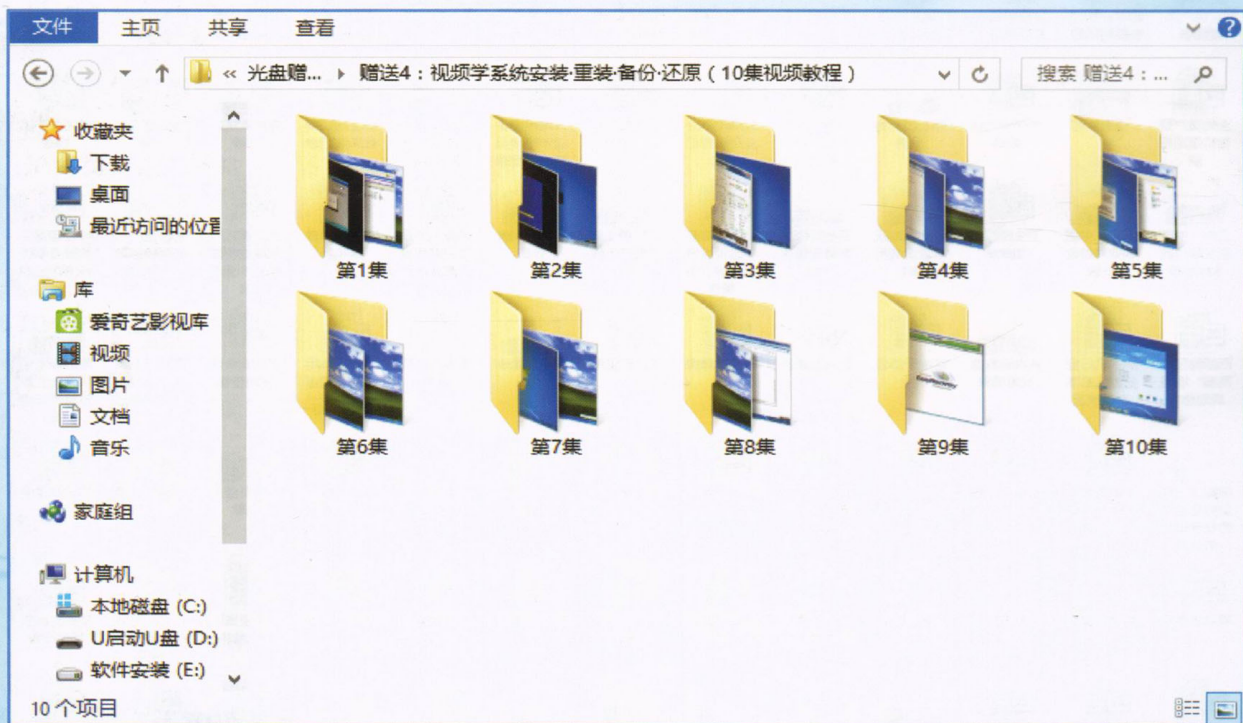 文件 主页 共享 查看
« 光盘赠... 赠送4：视频学系统安装·重装·备份·还原（10集视频教程） 搜索 赠送4：...
收藏夹
下载
桌面
最近访问的位置
库
爱奇艺影视库
视频
图片
文档
音乐
家庭组
计算机
本地磁盘 (C:)
U启动U盘 (D:)
软件安装 (E:)
第1集 第2集 第3集 第4集 第5集
第6集 第7集 第8集 第9集 第10集
10 个项目